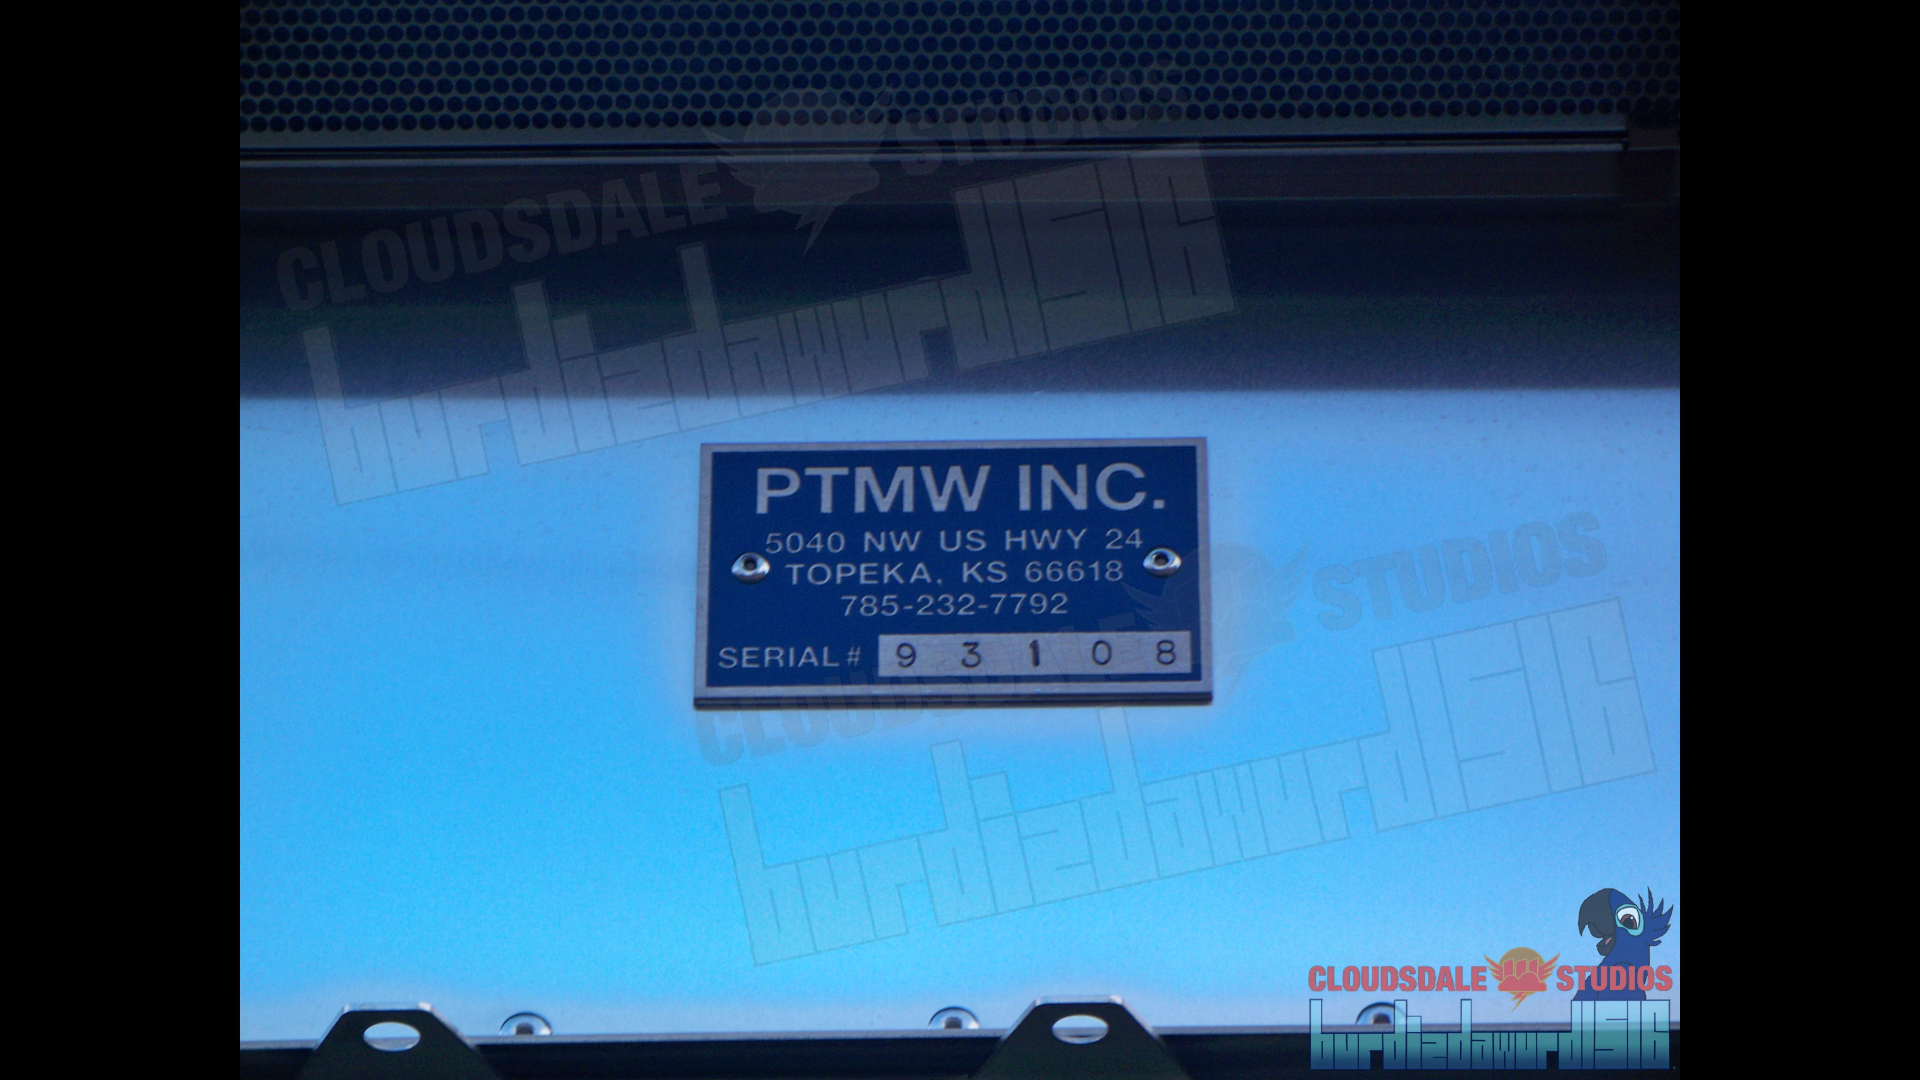 CLOUDSDALE STUDIOS
burdizdawurd1516
PTMW INC.
5040 NW US HWY 24
TOPEKA, KS 66618
785-232-7792
SERIAL # 93108
CLOUDSDALE STUDIOS
burdizdawurd1516
CLOUDSDALE STUDIOS
burdizdawurd1516